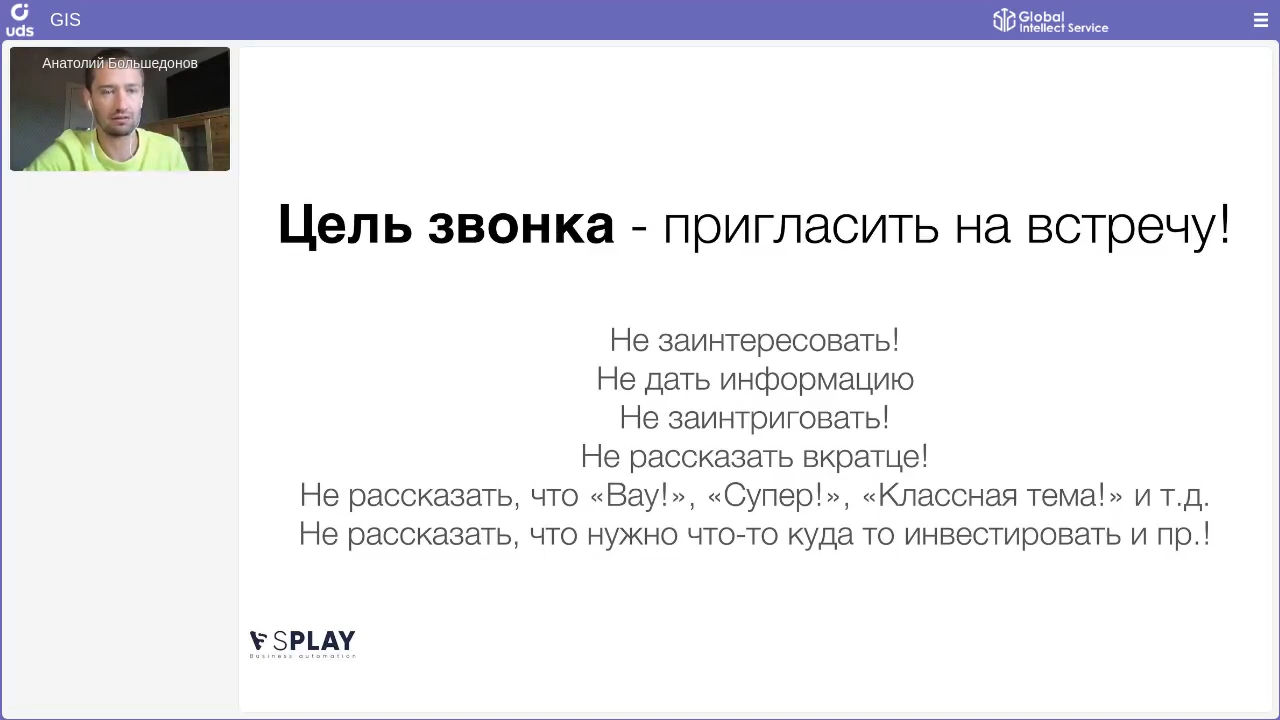 uds
GIS
Global
Intellect Service
Анатолий Большедонов
Цель звонка - пригласить на встречу!
Не заинтересовать!
Не дать информацию
Не заинтриговать!
Не рассказать вкратце!
Не рассказать, что «Вау!», «Супер!», «Классная тема!» и т.д.
Не рассказать, что нужно что-то куда то инвестировать и пр.!
SPLAY
Business automation